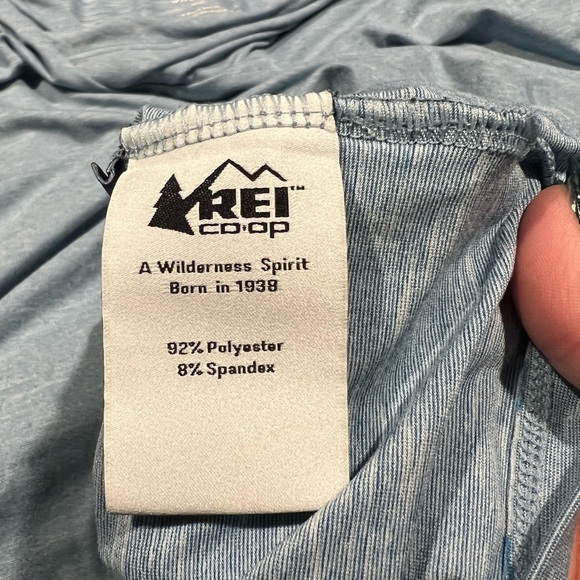 REI™
CO·OP
A Wilderness Spirit
Born in 1938
92% Polyester
8% Spandex